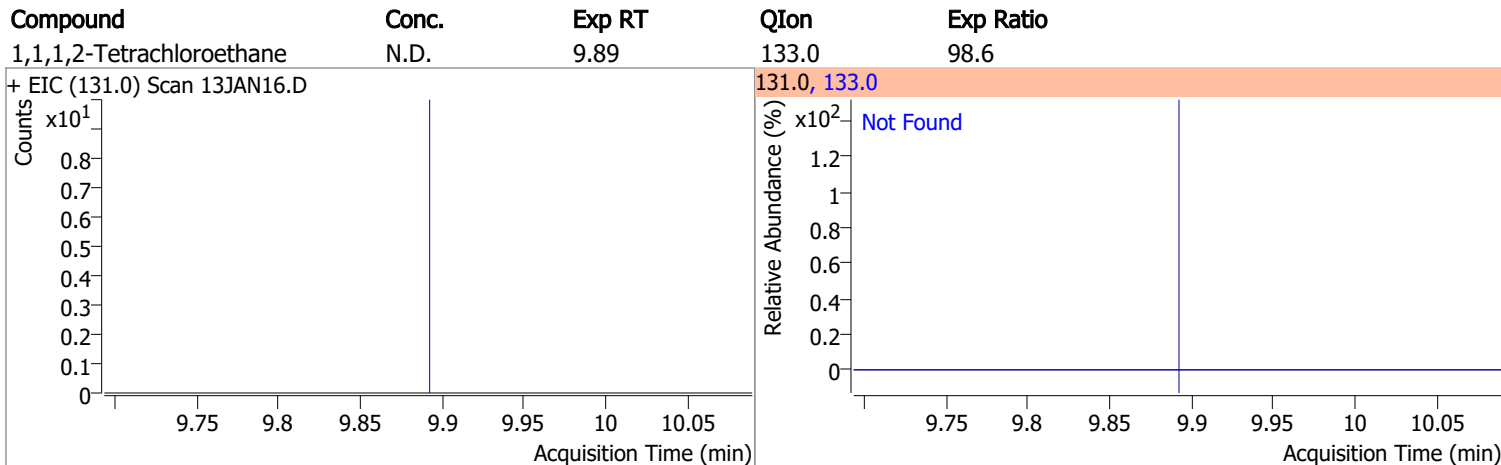 Compound Conc. Exp RT QIon Exp Ratio
1,1,1,2-Tetrachloroethane N.D. 9.89 133.0 98.6
+ EIC (131.0) Scan 13JAN16.D
Counts
x10¹
0.8
0.7
0.6
0.5
0.4
0.3
0.2
0.1
0
9.75 9.8 9.85 9.9 9.95 10 10.05
Acquisition Time (min)
131.0, 133.0
Relative Abundance (%)
x10²
Not Found
1.2
1
0.8
0.6
0.4
0.2
0
9.75 9.8 9.85 9.9 9.95 10 10.05
Acquisition Time (min)